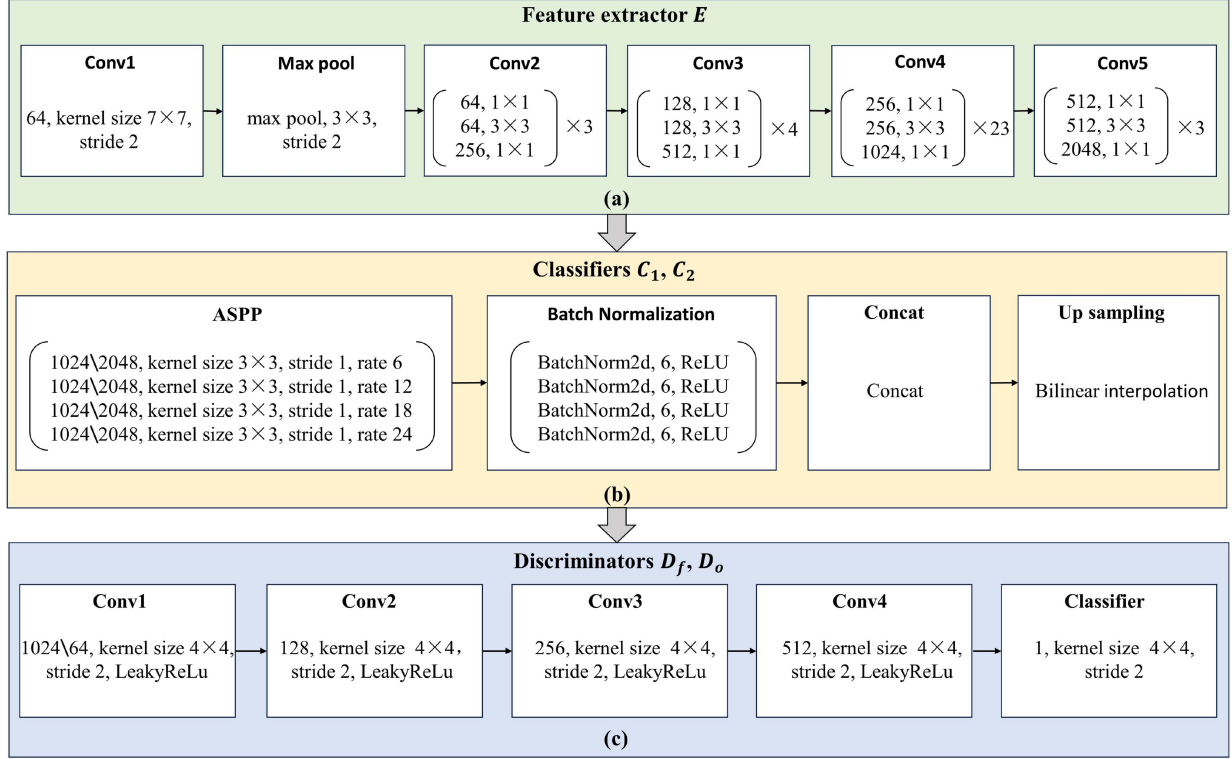 Feature extractor E
Conv1
64, kernel size 7×7,
stride 2
Max pool
max pool, 3×3,
stride 2
Conv2
64, 1×1
64, 3×3
256, 1×1
×3
Conv3
128, 1×1
128, 3×3
512, 1×1
×4
Conv4
256, 1×1
256, 3×3
1024, 1×1
×23
Conv5
512, 1×1
512, 3×3
2048, 1×1
×3
(a)
Classifiers C₁, C₂
ASPP
1024\2048, kernel size 3×3, stride 1, rate 6
1024\2048, kernel size 3×3, stride 1, rate 12
1024\2048, kernel size 3×3, stride 1, rate 18
1024\2048, kernel size 3×3, stride 1, rate 24
Batch Normalization
BatchNorm2d, 6, ReLU
BatchNorm2d, 6, ReLU
BatchNorm2d, 6, ReLU
BatchNorm2d, 6, ReLU
Concat
Concat
Up sampling
Bilinear interpolation
(b)
Discriminators D_f, D_o
Conv1
1024\64, kernel size 4×4,
stride 2, LeakyReLu
Conv2
128, kernel size 4×4，
stride 2, LeakyReLu
Conv3
256, kernel size 4×4,
stride 2, LeakyReLu
Conv4
512, kernel size 4×4,
stride 2, LeakyReLu
Classifier
1, kernel size 4×4,
stride 2
(c)